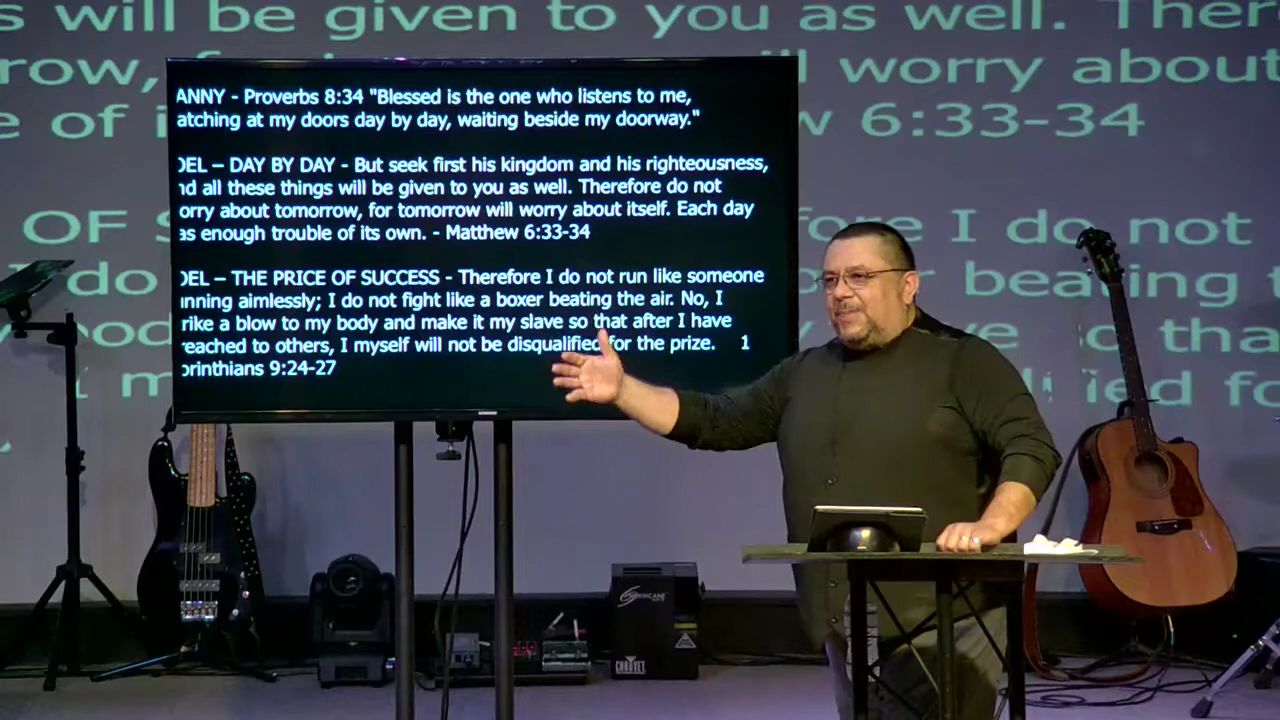 s will be given to you as well. Ther
row, f will worry about
e of i w 6:33-34
OF S fore I do not
I do beating t
y bod
i m lied fo
ANNY - Proverbs 8:34 "Blessed is the one who listens to me,
atching at my doors day by day, waiting beside my doorway."
DEL – DAY BY DAY - But seek first his kingdom and his righteousness,
nd all these things will be given to you as well. Therefore do not
orry about tomorrow, for tomorrow will worry about itself. Each day
as enough trouble of its own. - Matthew 6:33-34
DEL – THE PRICE OF SUCCESS - Therefore I do not run like someone
unning aimlessly; I do not fight like a boxer beating the air. No, I
rike a blow to my body and make it my slave so that after I have
reached to others, I myself will not be disqualified for the prize. 1
orinthians 9:24-27
HURRICANE
CHAUVET